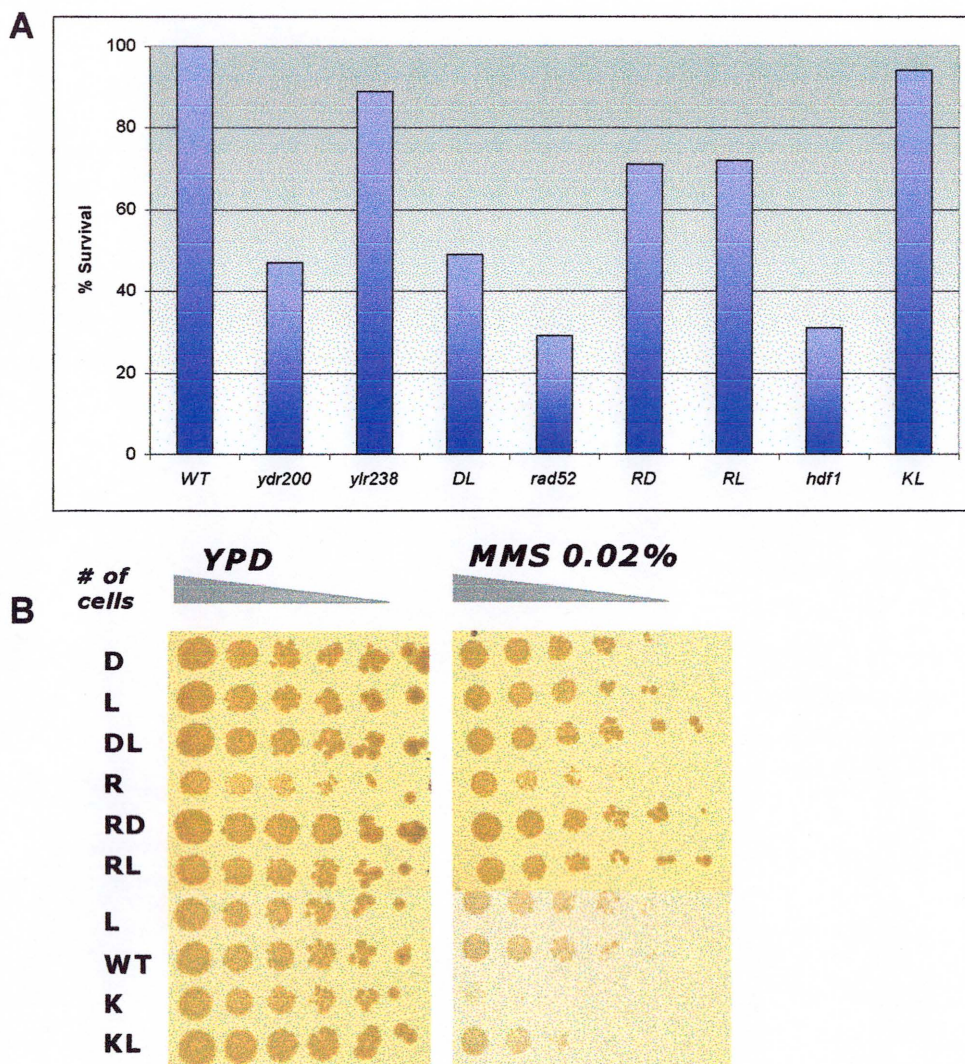 A
100
80
60
40
20
0
% Survival
WT ydr200 ylr238 DL rad52 RD RL hdf1 KL
B
# of
cells
YPD
MMS 0.02%
D
L
DL
R
RD
RL
L
WT
K
KL